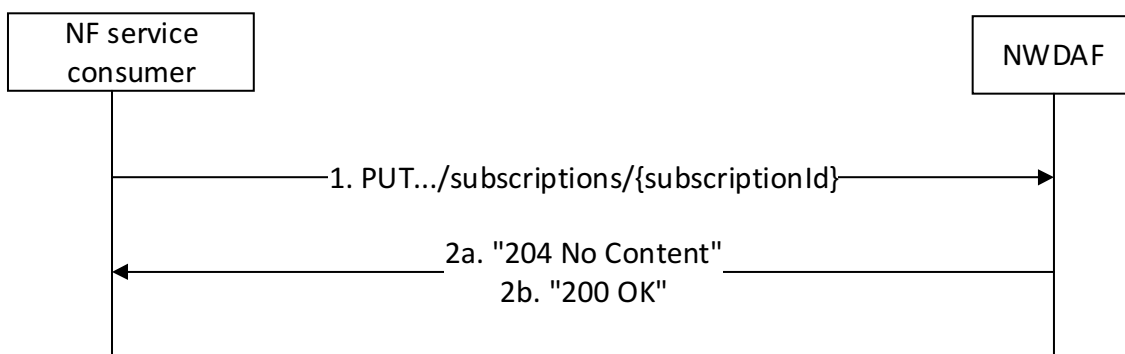 NF service
consumer
NWDAF
1. PUT.../subscriptions/{subscriptionId}
2a. "204 No Content"
2b. "200 OK"